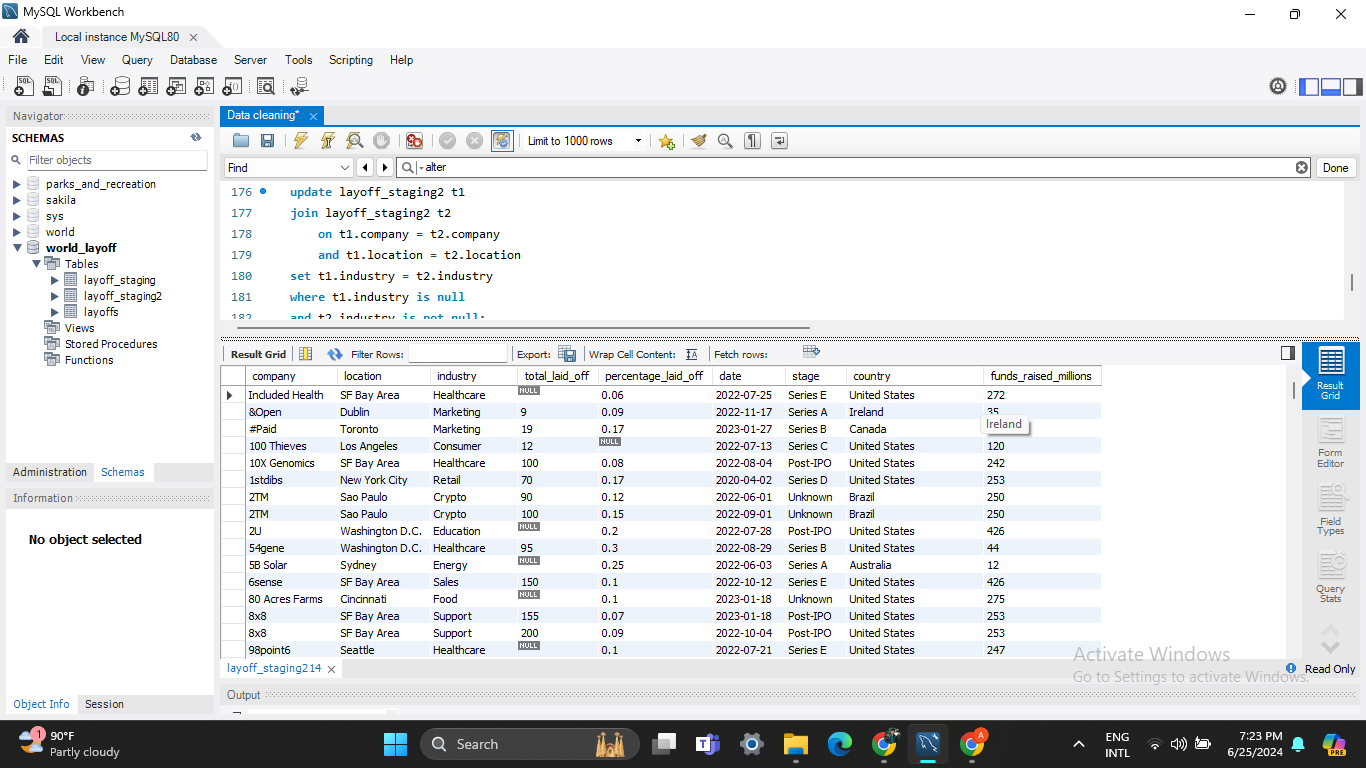 MySQL Workbench
Local instance MySQL80
File Edit View Query Database Server Tools Scripting Help
Navigator
SCHEMAS
Filter objects
parks_and_recreation
sakila
sys
world
world_layoff
Tables
layoff_staging
layoff_staging2
layoffs
Views
Stored Procedures
Functions
Administration Schemas
Information
No object selected
Object Info Session
Data cleaning*
Limit to 1000 rows
Find alter Done
176 update layoff_staging2 t1
177 join layoff_staging2 t2
178 on t1.company = t2.company
179 and t1.location = t2.location
180 set t1.industry = t2.industry
181 where t1.industry is null
182 and t2.industry is not null;
Result Grid Filter Rows: Export: Wrap Cell Content: Fetch rows:
company location industry total_laid_off percentage_laid_off date stage country funds_raised_millions
Included Health SF Bay Area Healthcare NULL 0.06 2022-07-25 Series E United States 272
&Open Dublin Marketing 9 0.09 2022-11-17 Series A Ireland 35
#Paid Toronto Marketing 19 0.17 2023-01-27 Series B Canada
Ireland
100 Thieves Los Angeles Consumer 12 NULL 2022-07-13 Series C United States 120
10X Genomics SF Bay Area Healthcare 100 0.08 2022-08-04 Post-IPO United States 242
1stdibs New York City Retail 70 0.17 2020-04-02 Series D United States 253
2TM Sao Paulo Crypto 90 0.12 2022-06-01 Unknown Brazil 250
2TM Sao Paulo Crypto 100 0.15 2022-09-01 Unknown Brazil 250
2U Washington D.C. Education NULL 0.2 2022-07-28 Post-IPO United States 426
54gene Washington D.C. Healthcare 95 0.3 2022-08-29 Series B United States 44
5B Solar Sydney Energy NULL 0.25 2022-06-03 Series A Australia 12
6sense SF Bay Area Sales 150 0.1 2022-10-12 Series E United States 426
80 Acres Farms Cincinnati Food NULL 0.1 2023-01-18 Unknown United States 275
8x8 SF Bay Area Support 155 0.07 2023-01-18 Post-IPO United States 253
8x8 SF Bay Area Support 200 0.09 2022-10-04 Post-IPO United States 253
98point6 Seattle Healthcare NULL 0.1 2022-07-21 Series E United States 247
Result Grid
Form Editor
Field Types
Query Stats
layoff_staging214
Read Only
Activate Windows
Go to Settings to activate Windows.
Output
1
90°F
Partly cloudy
Search
ENG
INTL
7:23 PM
6/25/2024
PRE